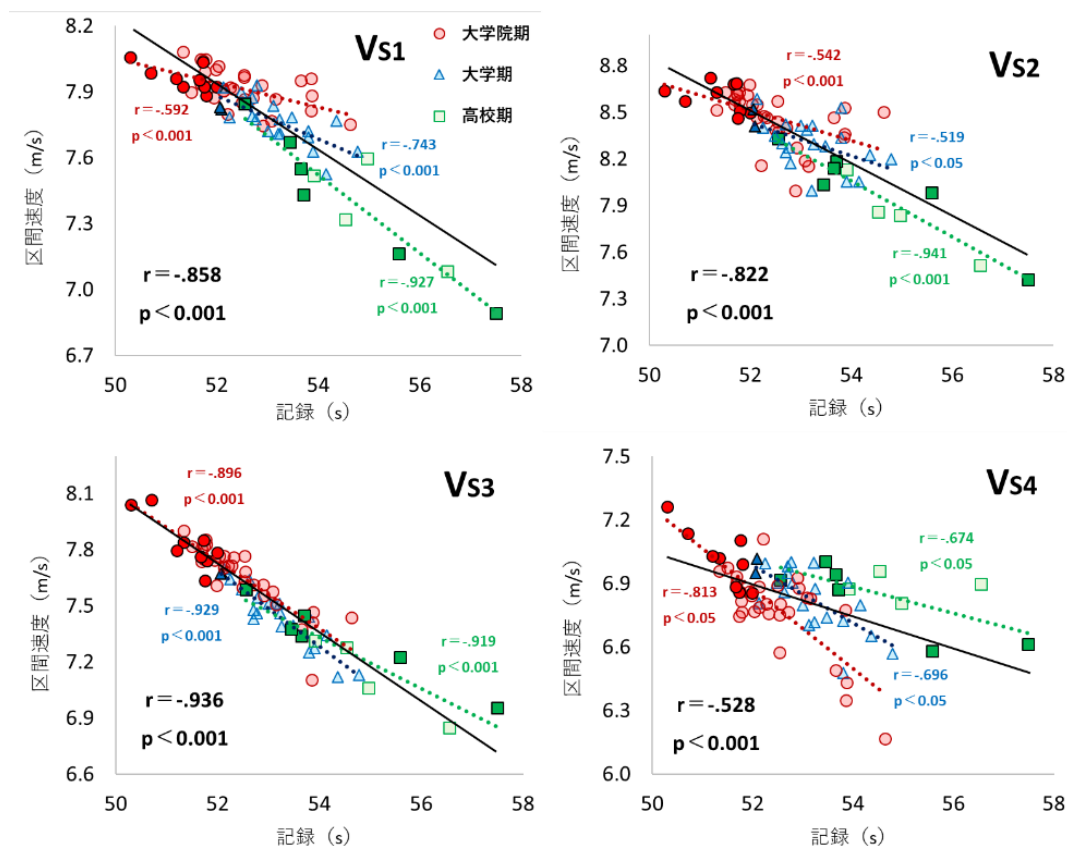 VS1
大学院期
大学期
高校期
8.2
7.9
7.6
7.3
7.0
6.7
区間速度（m/s）
r＝-.592
p＜0.001
r＝-.743
p＜0.001
r＝-.927
p＜0.001
r＝-.858
p＜0.001
50 52 54 56 58
記録（s）
VS2
8.8
8.5
8.2
7.9
7.6
7.3
7.0
区間速度（m/s）
r＝-.542
p＜0.001
r＝-.519
p＜0.05
r＝-.941
p＜0.001
r＝-.822
p＜0.001
50 52 54 56 58
記録（s）
VS3
8.1
7.8
7.5
7.2
6.9
6.6
区間速度（m/s）
r＝-.896
p＜0.001
r＝-.929
p＜0.001
r＝-.919
p＜0.001
r＝-.936
p＜0.001
50 52 54 56 58
記録（s）
VS4
7.5
7.2
6.9
6.6
6.3
6.0
区間速度（m/s）
r＝-.674
p＜0.05
r＝-.813
p＜0.05
r＝-.696
p＜0.05
r＝-.528
p＜0.001
50 52 54 56 58
記録（s）